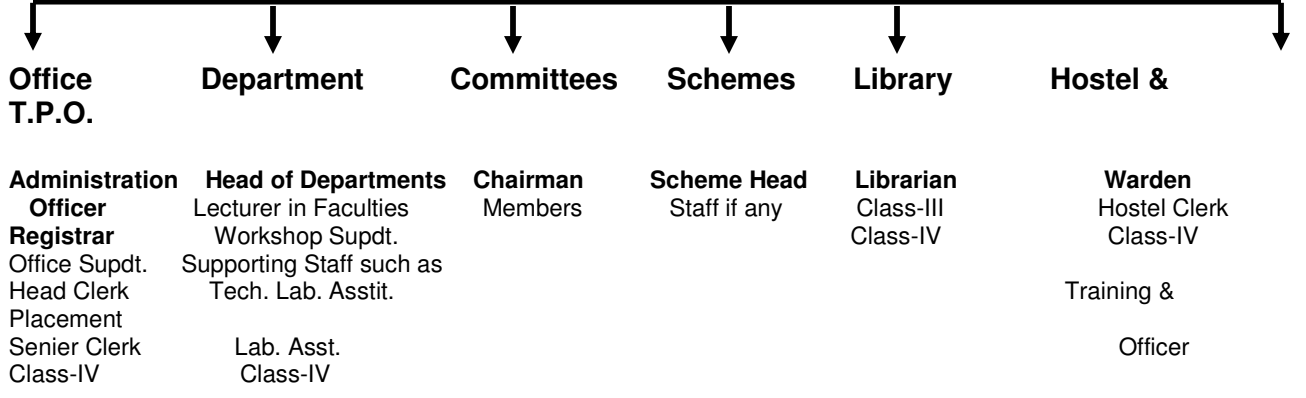 Office Department Committees Schemes Library Hostel &
T.P.O.
Administration Head of Departments Chairman Scheme Head Librarian Warden
Officer Lecturer in Faculties Members Staff if any Class-III Hostel Clerk
Registrar Workshop Supdt. Class-IV Class-IV
Office Supdt. Supporting Staff such as
Head Clerk Tech. Lab. Asstit. Training &
Placement
Senier Clerk Lab. Asst. Officer
Class-IV Class-IV